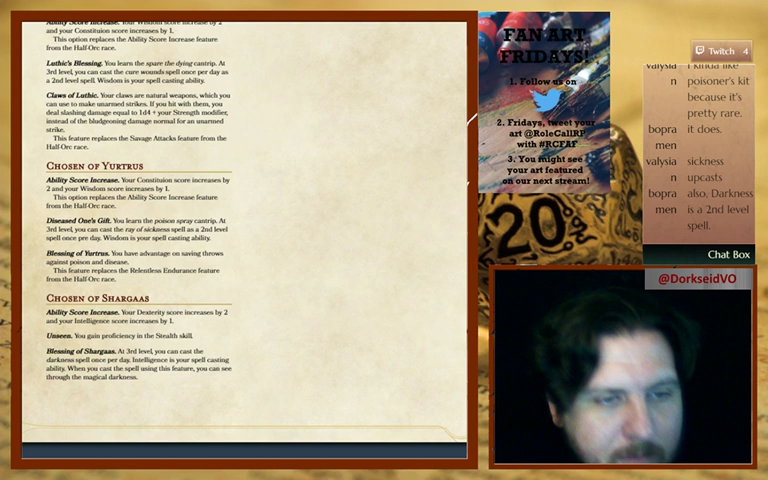 Ability Score Increase. Your Wisdom score increases by 2
and your Constituion score increases by 1.
This option replaces the Ability Score Increase feature
from the Half-Orc race.
Luthic's Blessing. You learn the spare the dying cantrip. At
3rd level, you can cast the cure wounds spell once per day as
a 2nd level spell. Wisdom is your spell casting ability.
Claws of Luthic. Your claws are natural weapons, which you
can use to make unarmed strikes. If you hit with them, you
deal slashing damage equal to 1d4 + your Strength modifier,
instead of the bludgeoning damage normal for an unarmed
strike.
This feature replaces the Savage Attacks feature from the
Half-Orc race.
CHOSEN OF YURTRUS
Ability Score Increase. Your Constituion score increases by
2 and your Wisdom score increases by 1.
This option replaces the Ability Score Increase feature
from the Half-Orc race.
Diseased One's Gift. You learn the poison spray cantrip. At
3rd level, you can cast the ray of sickness spell as a 2nd level
spell once per day. Wisdom is your spell casting ability.
Blessing of Yurtrus. You have advantage on saving throws
against poison and disease.
This feature replaces the Relentless Endurance feature
from the Half-Orc race.
CHOSEN OF SHARGAAS
Ability Score Increase. Your Dexterity score increases by 2
and your Intelligence score increases by 1.
Unseen. You gain proficiency in the Stealth skill.
Blessing of Shargaas. At 3rd level, you can cast the
darkness spell once per day. Intelligence is your spell casting
ability. When you cast the spell using this feature, you can see
through the magical darkness.
FAN ART
FRIDAYS!
1. Follow us on
2. Fridays, tweet your
art @RoleCallRP
with #RCFAF
3. You might see
your art featured
on our next stream!
20
Twitch 4
valysia I kinda like
n poisoner's kit
because it's
pretty rare.
bopra it does.
men
valysia sickness
n upcasts
bopra also, Darkness
men is a 2nd level
spell.
Chat Box
@DorkseidVO